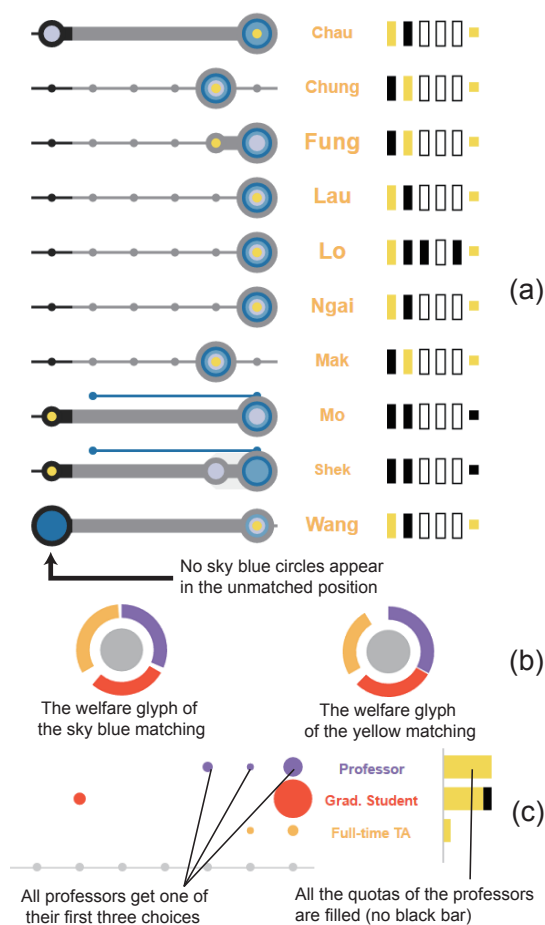 Chau
Chung
Fung
Lau
Lo
Ngai
(a)
Mak
Mo
Shek
Wang
No sky blue circles appear
in the unmatched position
(b)
The welfare glyph of
the sky blue matching
The welfare glyph
of the yellow matching
Professor
Grad. Student
(c)
Full-time TA
All professors get one of
their first three choices
All the quotas of the professors
are filled (no black bar)